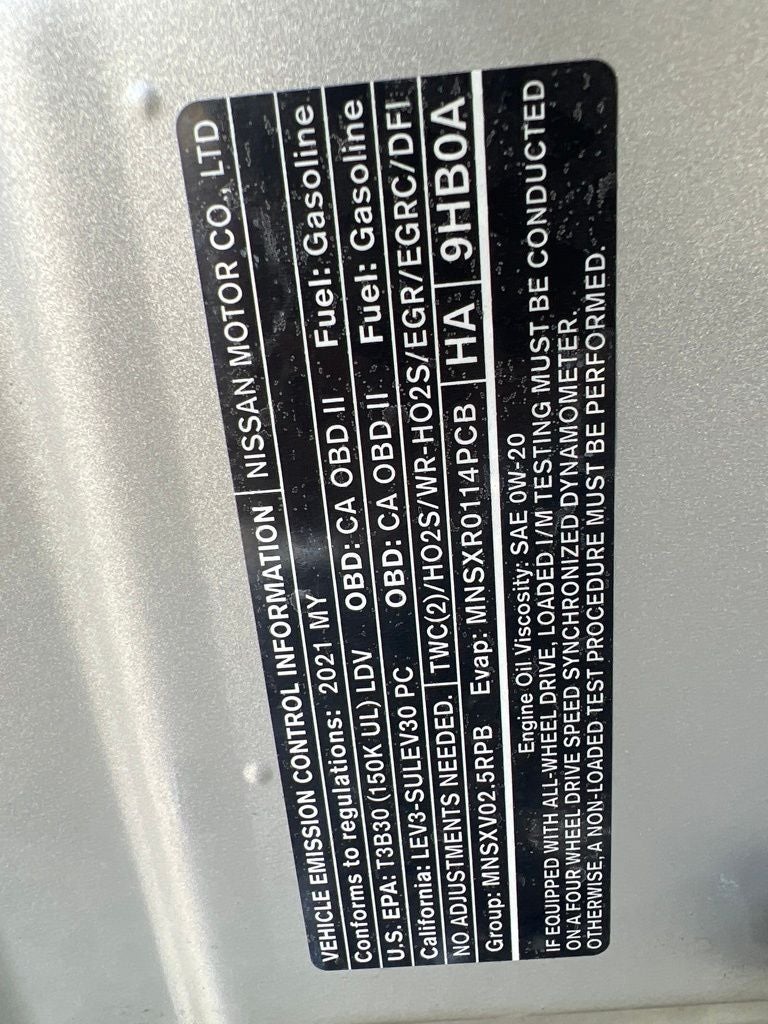 VEHICLE EMISSION CONTROL INFORMATION NISSAN MOTOR CO., LTD
Conforms to regulations: 2021 MY Fuel: Gasoline
U.S. EPA: T3B30 (150K UL) LDV OBD: CA OBD II Fuel: Gasoline
California: LEV3-SULEV30 PC OBD: CA OBD II
NO ADJUSTMENTS NEEDED. TWC(2)/HO2S/WR-HO2S/EGR/EGRC/DFI
Group: MNSXV02.5RPB Evap: MNSXR0114PCB HA 9HB0A
Engine Oil Viscosity: SAE 0W-20
IF EQUIPPED WITH ALL-WHEEL DRIVE, LOADED I/M TESTING MUST BE CONDUCTED
ON A FOUR WHEEL DRIVE SPEED SYNCHRONIZED DYNAMOMETER.
OTHERWISE, A NON-LOADED TEST PROCEDURE MUST BE PERFORMED.